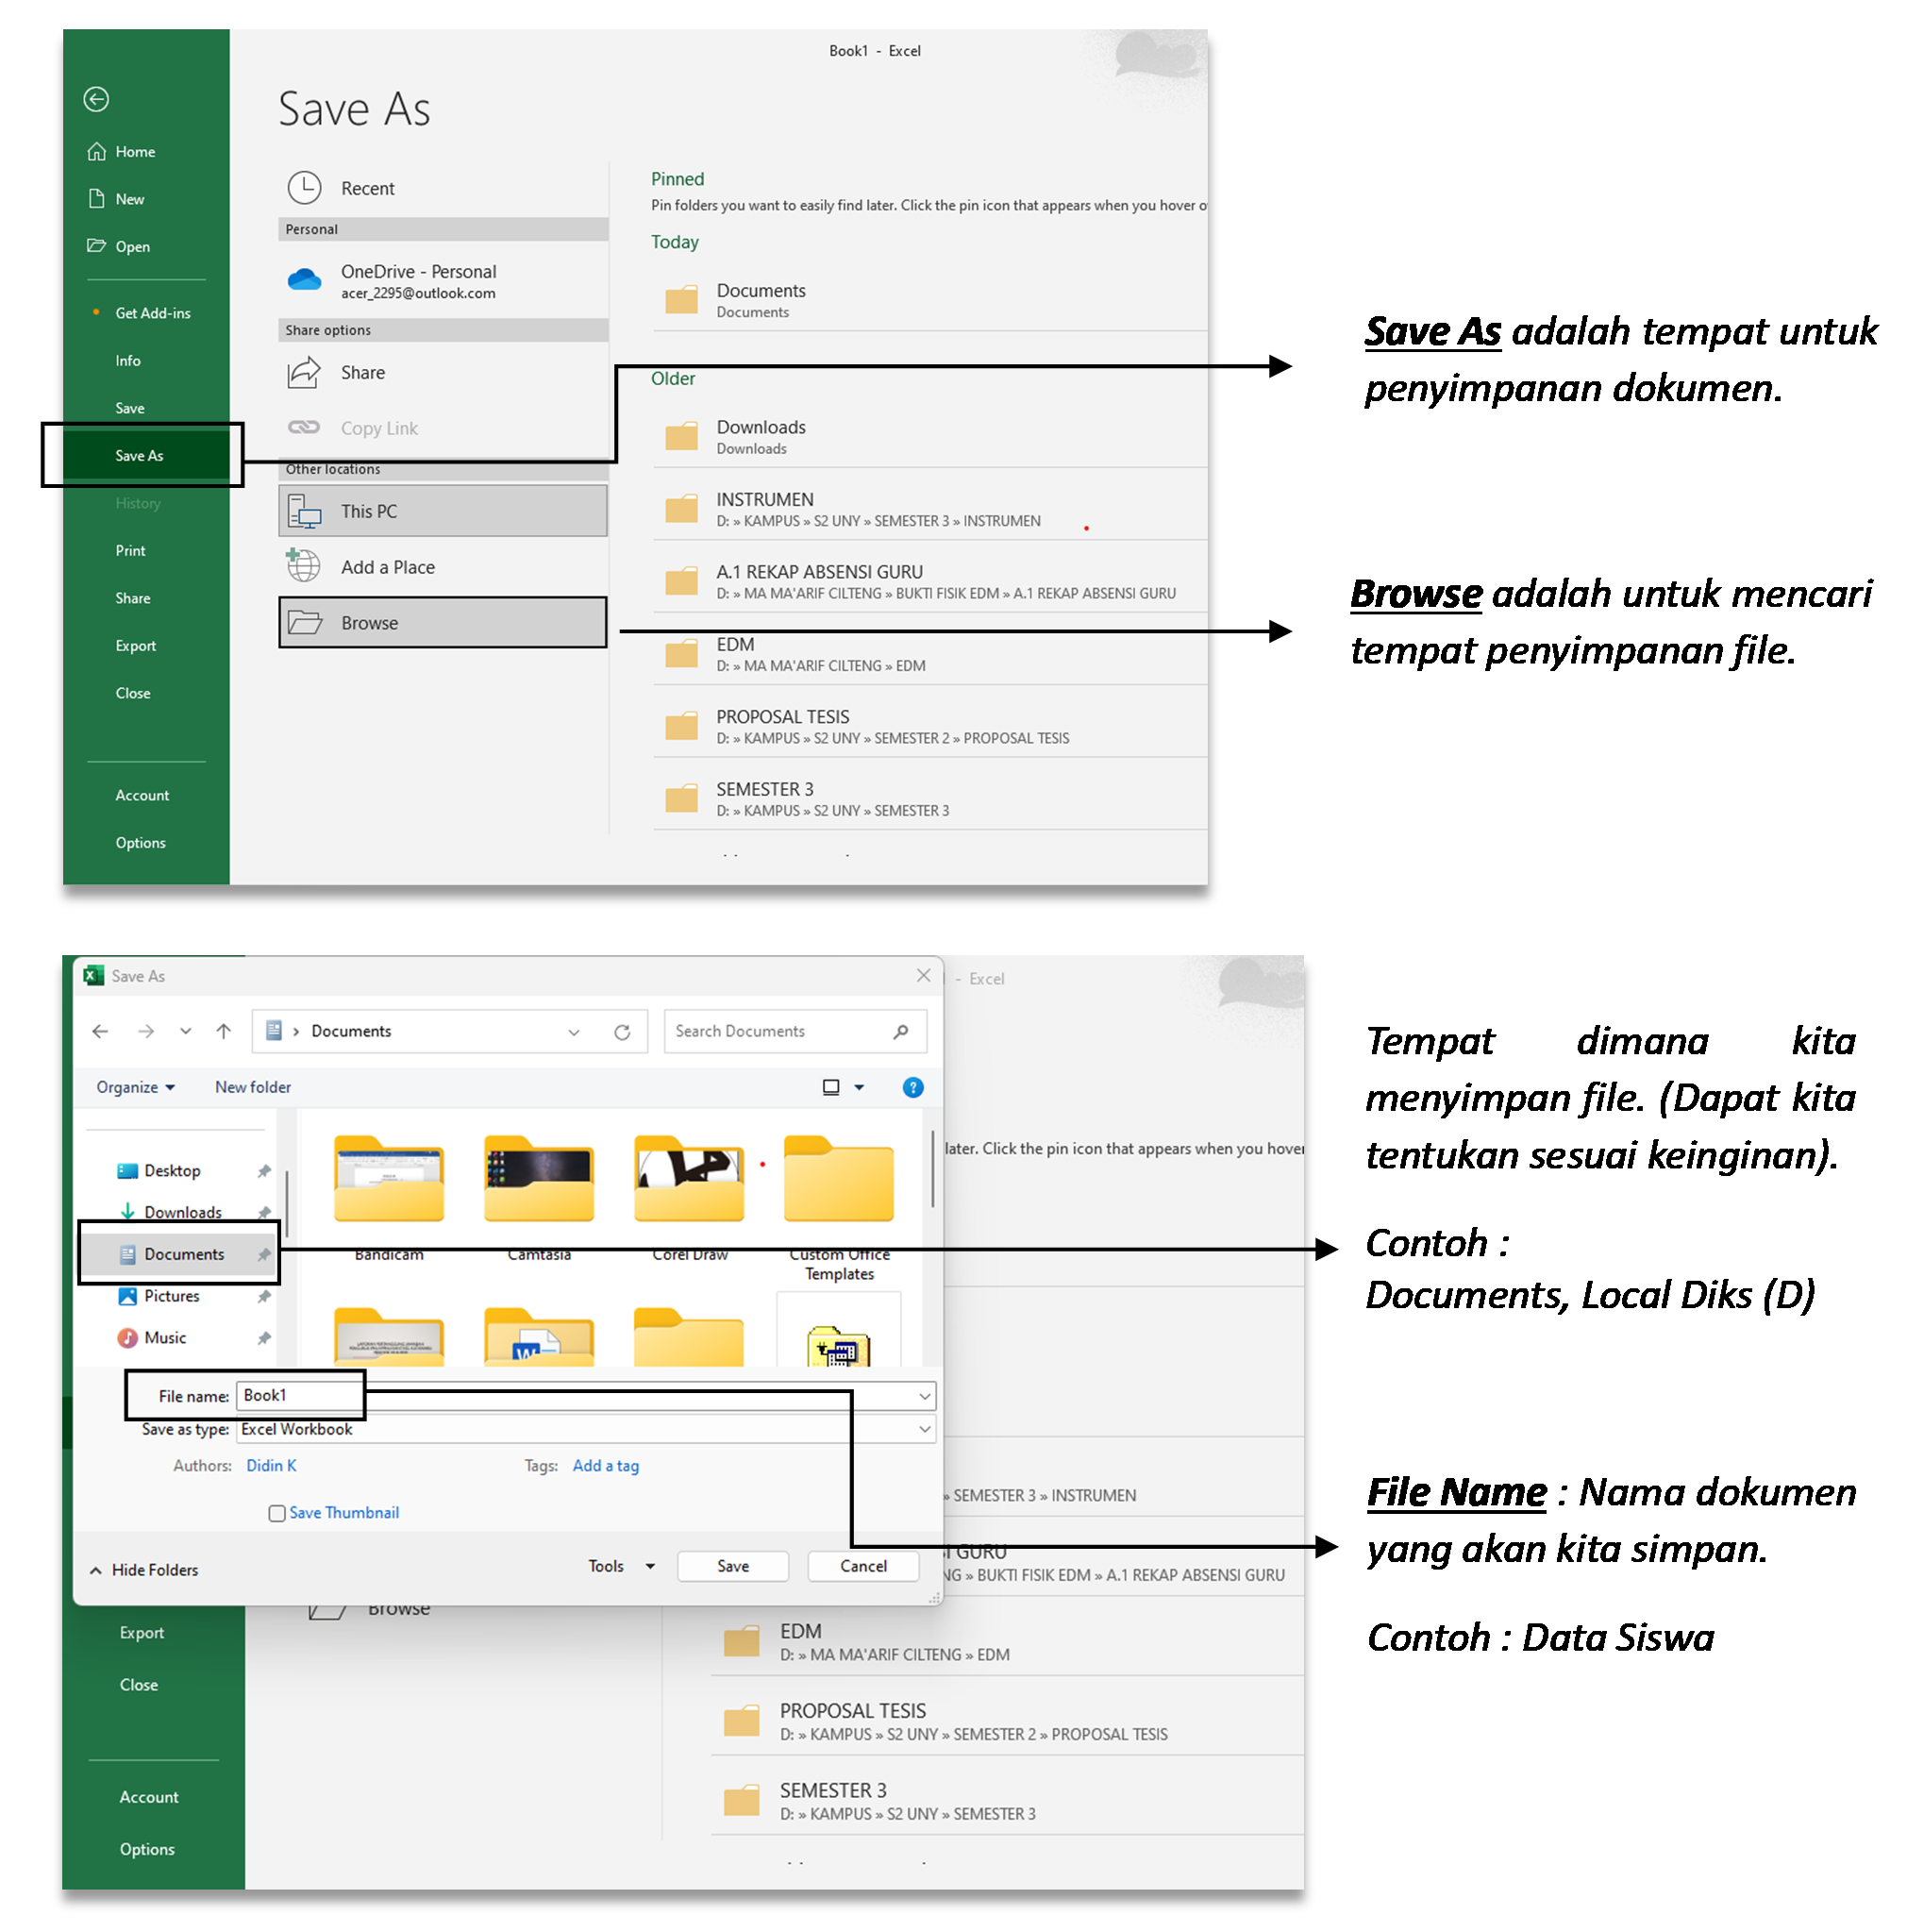 Book1 - Excel
Save As
Home
New
Open
Get Add-ins
Info
Save
Save As
History
Print
Share
Export
Close
Account
Options
Recent
Personal
OneDrive - Personal
acer_2295@outlook.com
Share options
Share
Copy Link
Other locations
This PC
Add a Place
Browse
Pinned
Pin folders you want to easily find later. Click the pin icon that appears when you hover o
Today
Documents
Documents
Older
Downloads
Downloads
INSTRUMEN
D: » KAMPUS » S2 UNY » SEMESTER 3 » INSTRUMEN
A.1 REKAP ABSENSI GURU
D: » MA MA'ARIF CILTENG » BUKTI FISIK EDM » A.1 REKAP ABSENSI GURU
EDM
D: » MA MA'ARIF CILTENG » EDM
PROPOSAL TESIS
D: » KAMPUS » S2 UNY » SEMESTER 2 » PROPOSAL TESIS
SEMESTER 3
D: » KAMPUS » S2 UNY » SEMESTER 3
Save As adalah tempat untuk
penyimpanan dokumen.
Browse adalah untuk mencari
tempat penyimpanan file.
Save As
- Excel
Documents
Search Documents
Organize
New folder
Desktop
Downloads
Documents
Pictures
Music
Bandicam
Camtasia
Corel Draw
Custom Office
Templates
File name: Book1
Save as type: Excel Workbook
Authors: Didin K
Tags: Add a tag
Save Thumbnail
Hide Folders
Tools
Save
Cancel
later. Click the pin icon that appears when you hove
» SEMESTER 3 » INSTRUMEN
GURU
NG » BUKTI FISIK EDM » A.1 REKAP ABSENSI GURU
Browse
EDM
D: » MA MA'ARIF CILTENG » EDM
PROPOSAL TESIS
D: » KAMPUS » S2 UNY » SEMESTER 2 » PROPOSAL TESIS
SEMESTER 3
D: » KAMPUS » S2 UNY » SEMESTER 3
Export
Close
Account
Options
Tempat dimana kita
menyimpan file. (Dapat kita
tentukan sesuai keinginan).
Contoh :
Documents, Local Diks (D)
File Name : Nama dokumen
yang akan kita simpan.
Contoh : Data Siswa